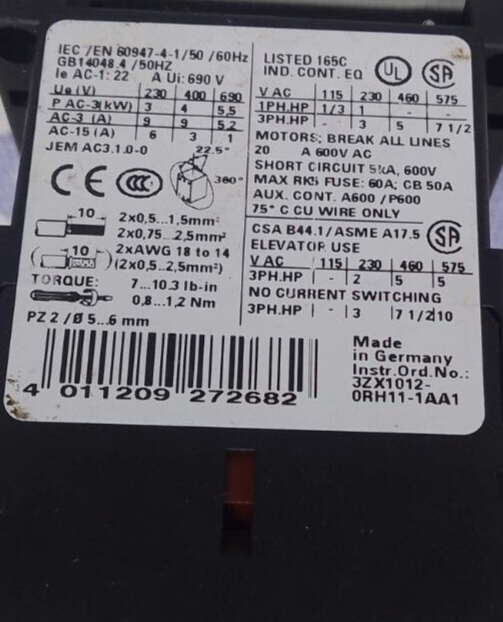 IEC /EN 60947-4-1/50 /60Hz
GB14048.4 /50HZ
Ie AC-1: 22 A Ui: 690 V
Ue (V) 230 400 690
P AC-3(kW) 3 4 5,5
AC-3 (A) 9 9 5,2
AC-15 (A) 6 3 1
JEM AC3.1.0-0
22.5°
360°
CE CCC
10 2x0,5...1,5mm²
2x0,75...2,5mm²
10 2xAWG 18 to 14
(2x0,5...2,5mm²)
TORQUE: 7...10.3 lb-in
0,8...1,2 Nm
PZ 2 /Ø 5...6 mm
4 011209 272682
LISTED 165C
IND. CONT. EQ UL SA
V AC 115 230 460 575
1PH.HP 1/3 1 - -
3PH.HP - 3 5 7 1/2
MOTORS; BREAK ALL LINES
20 A 600V AC
SHORT CIRCUIT 5kA, 600V
MAX RK5 FUSE: 60A; CB 50A
AUX. CONT. A600 /P600
75° C CU WIRE ONLY
CSA B44.1/ASME A17.5 SA
ELEVATOR USE
V AC 115 230 460 575
3PH.HP - 2 5 5
NO CURRENT SWITCHING
3PH.HP - 3 7 1/2 10
Made
in Germany
Instr.Ord.No.:
3ZX1012-
0RH11-1AA1